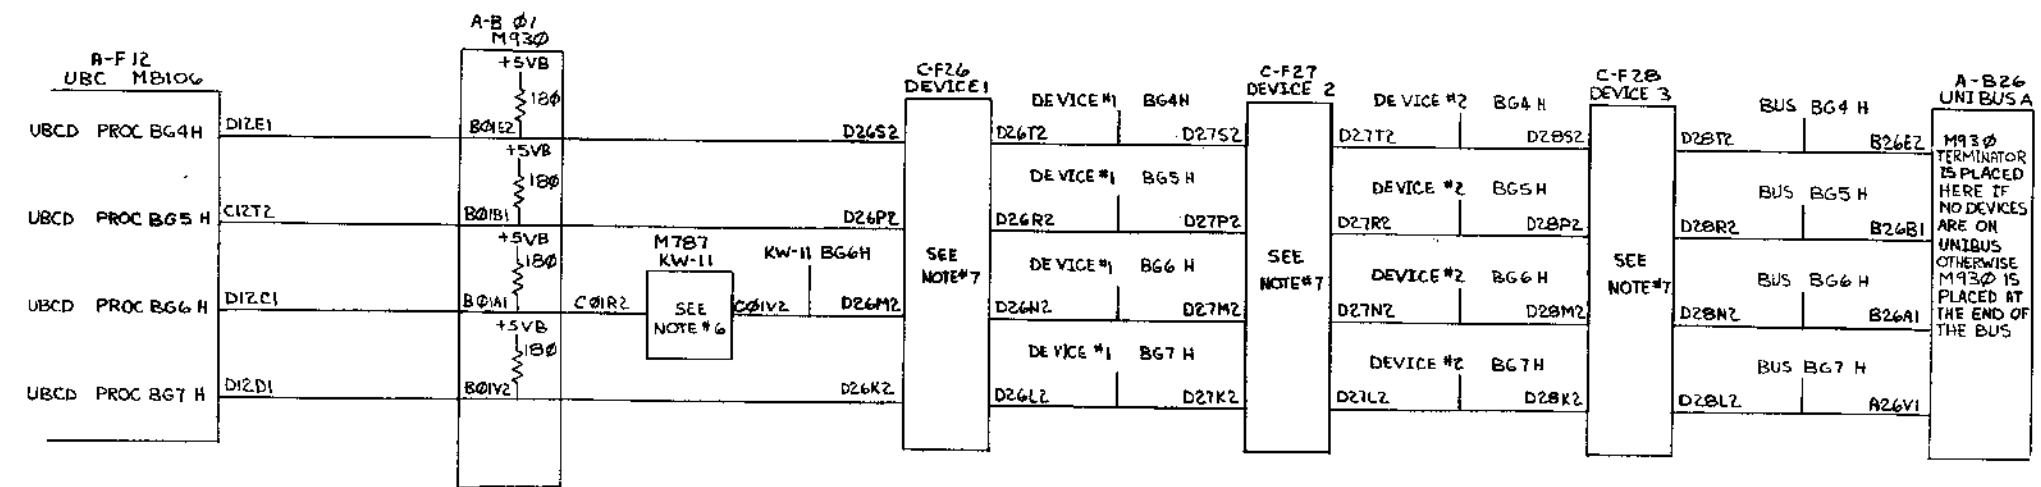 A-F12
UBC M8106
A-B Ø1
M93Ø
C-F26
DEVICE 1
C-F27
DEVICE 2
C-F28
DEVICE 3
A-B26
UNIBUS A
+5VB
18Ø
UBCD PROC BG4H
D12E1
BØ1E2
D26S2
D26T2
DEVICE #1 BG4H
D27S2
D27T2
DEVICE #2 BG4 H
D28S2
D28T2
BUS BG4 H
B26E2
+5VB
18Ø
UBCD PROC BG5 H
C12T2
BØ1B1
D26P2
D26R2
DEVICE #1 BG5 H
D27P2
D27R2
DEVICE #2 BG5H
D28P2
D28R2
BUS BG5H
B26B1
+5VB
18Ø
UBCD PROC BG6 H
D12C1
BØ1A1
CØ1R2
M787
KW-11
SEE
NOTE #6
CØ1V2
KW-11 BG6H
D26M2
D26N2
DEVICE #1 BG6 H
D27M2
D27N2
DEVICE #2 BG6 H
D28M2
D28N2
BUS BG6 H
B26A1
+5VB
18Ø
UBCD PROC BG7 H
D12D1
BØ1V2
D26K2
D26L2
DEVICE #1 BG7 H
D27K2
D27L2
DEVICE #2 BG7H
D28K2
D28L2
BUS BG7 H
A26V1
SEE
NOTE #7
SEE
NOTE #7
SEE
NOTE #7
M93Ø
TERMINATOR
IS PLACED
HERE IF
NO DEVICES
ARE ON
UNIBUS
OTHERWISE
M93Ø IS
PLACED AT
THE END OF
THE BUS